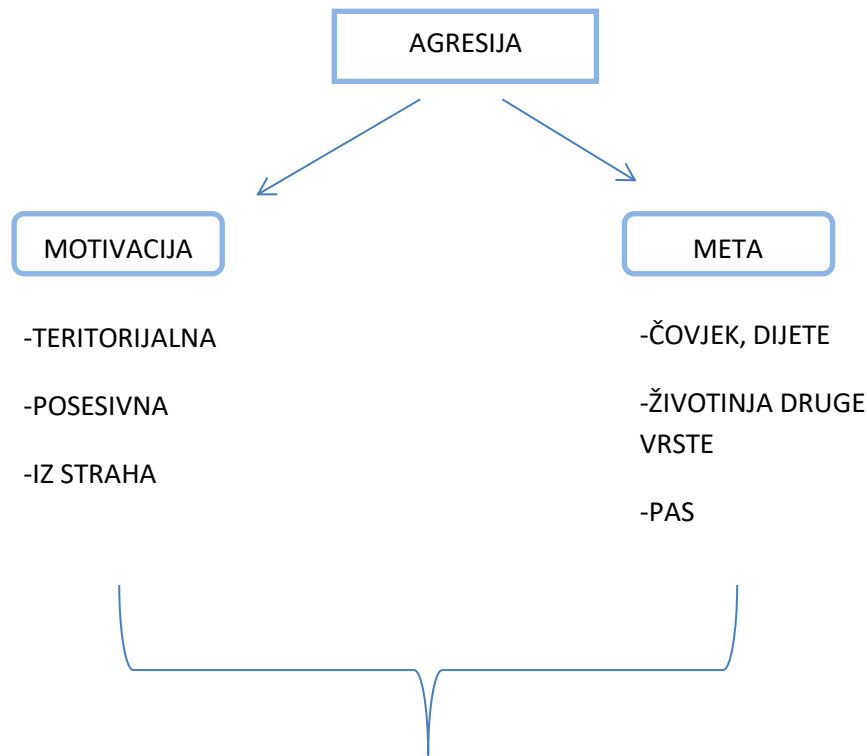 AGRESIJA
MOTIVACIJA
-TERITORIJALNA
-POSESIVNA
-IZ STRAHA
META
-ČOVJEK, DIJETE
-ŽIVOTINJA DRUGE
VRSTE
-PAS